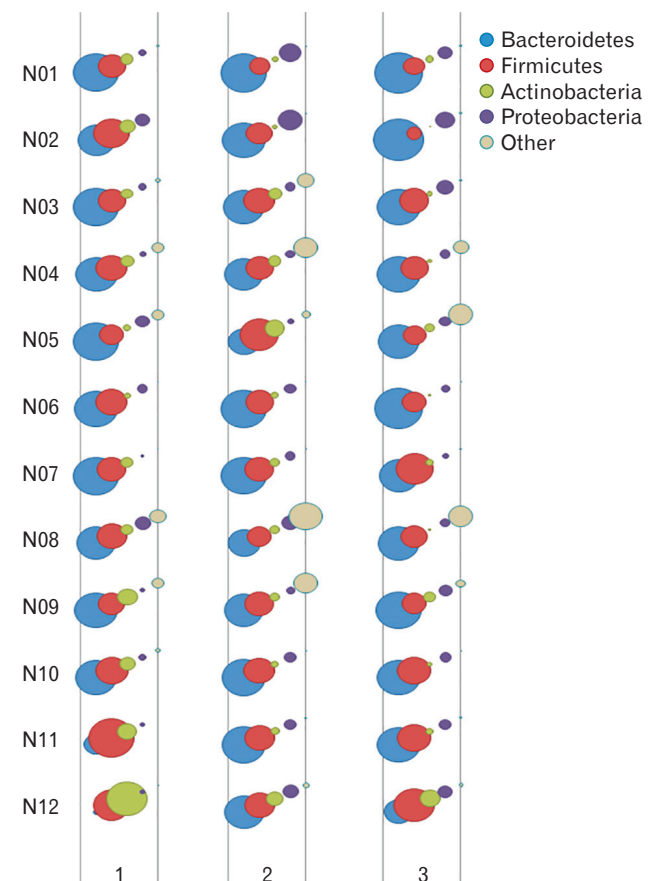 Bacteroidetes
Firmicutes
Actinobacteria
Proteobacteria
Other
N01
N02
N03
N04
N05
N06
N07
N08
N09
N10
N11
N12
1 2 3